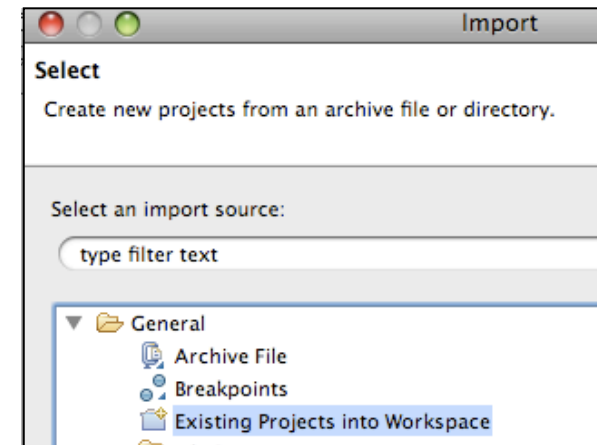 Import
Select
Create new projects from an archive file or directory.
Select an import source:
type filter text
General
Archive File
Breakpoints
Existing Projects into Workspace